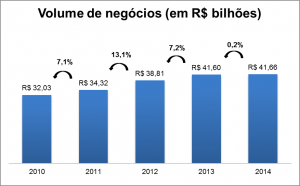 Volume de negócios (em R$ bilhões)
7,1%
13,1%
7,2%
0,2%
R$ 32,03
R$ 34,32
R$ 38,81
R$ 41,60
R$ 41,66
2010
2011
2012
2013
2014